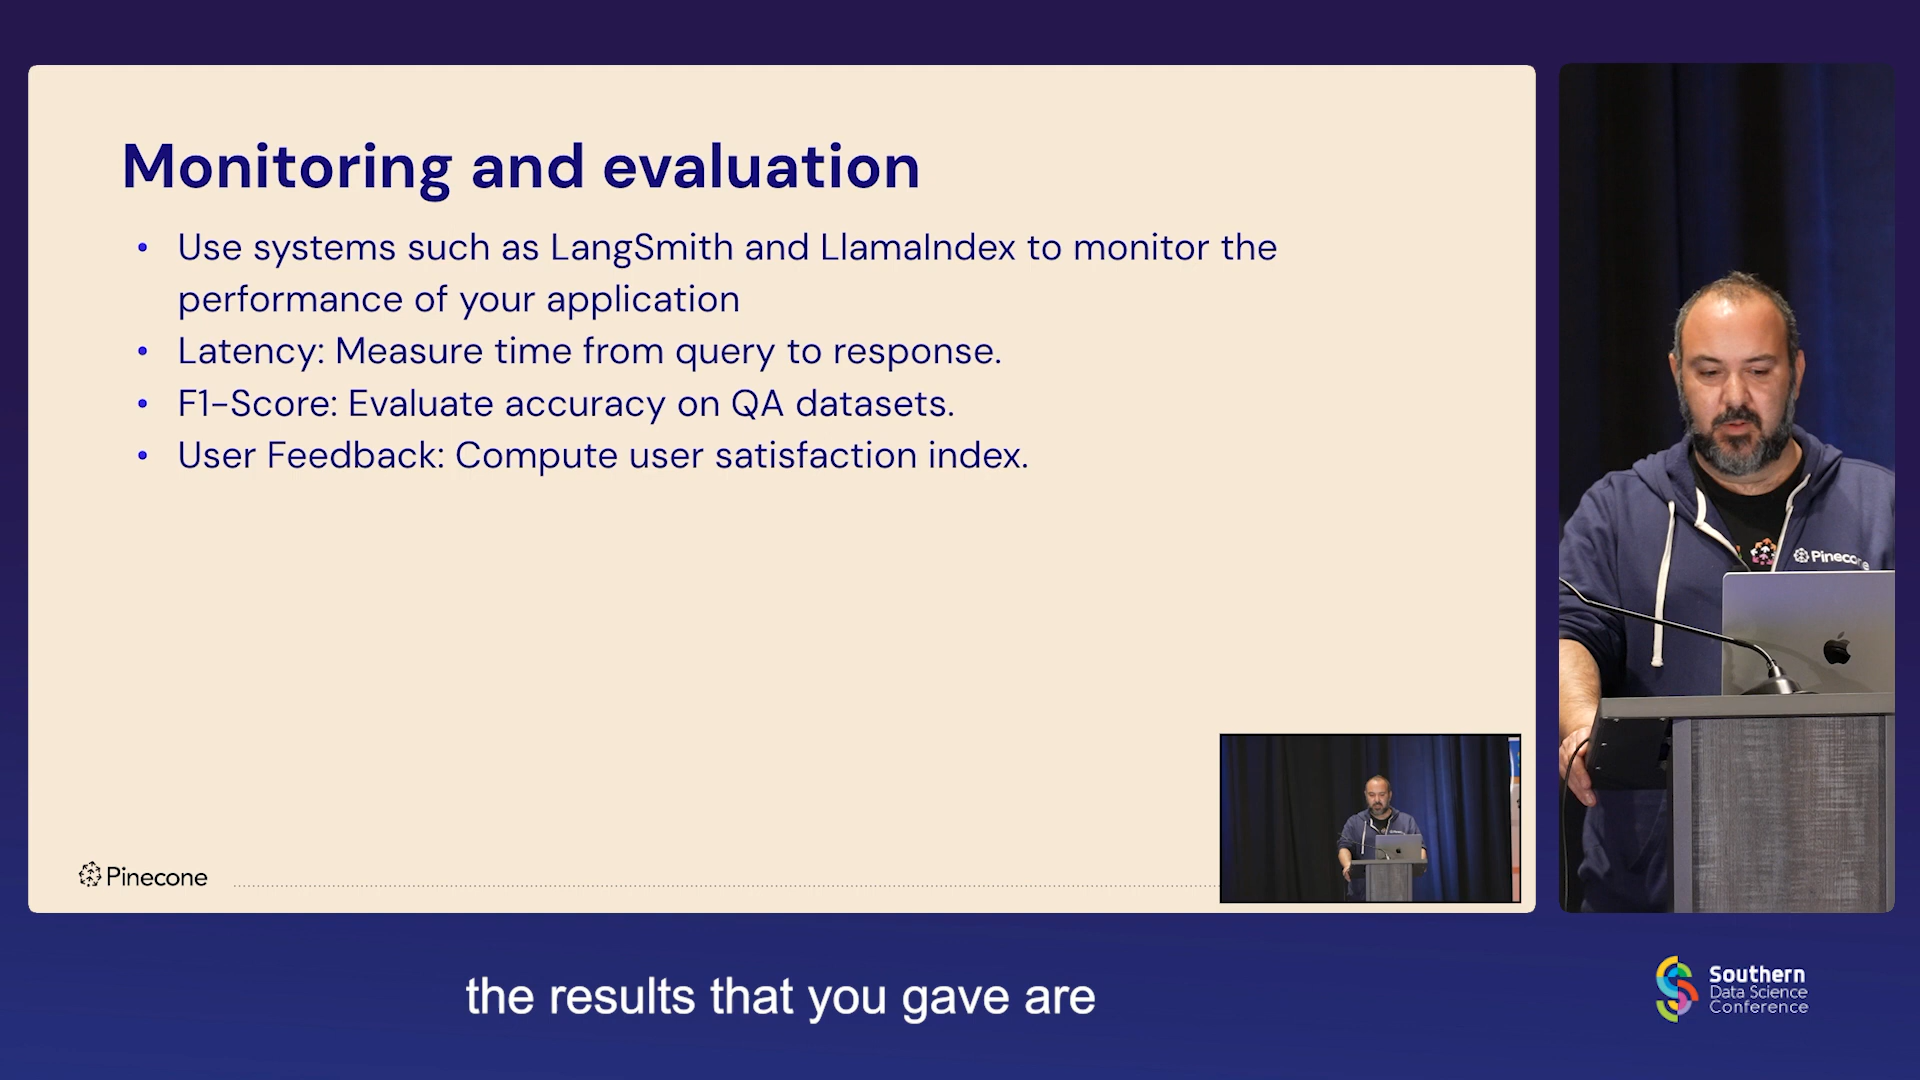 Monitoring and evaluation
• Use systems such as LangSmith and LlamaIndex to monitor the
performance of your application
• Latency: Measure time from query to response.
• F1-Score: Evaluate accuracy on QA datasets.
• User Feedback: Compute user satisfaction index.
Pinecone
Pinecone
the results that you gave are
Southern
Data Science
Conference